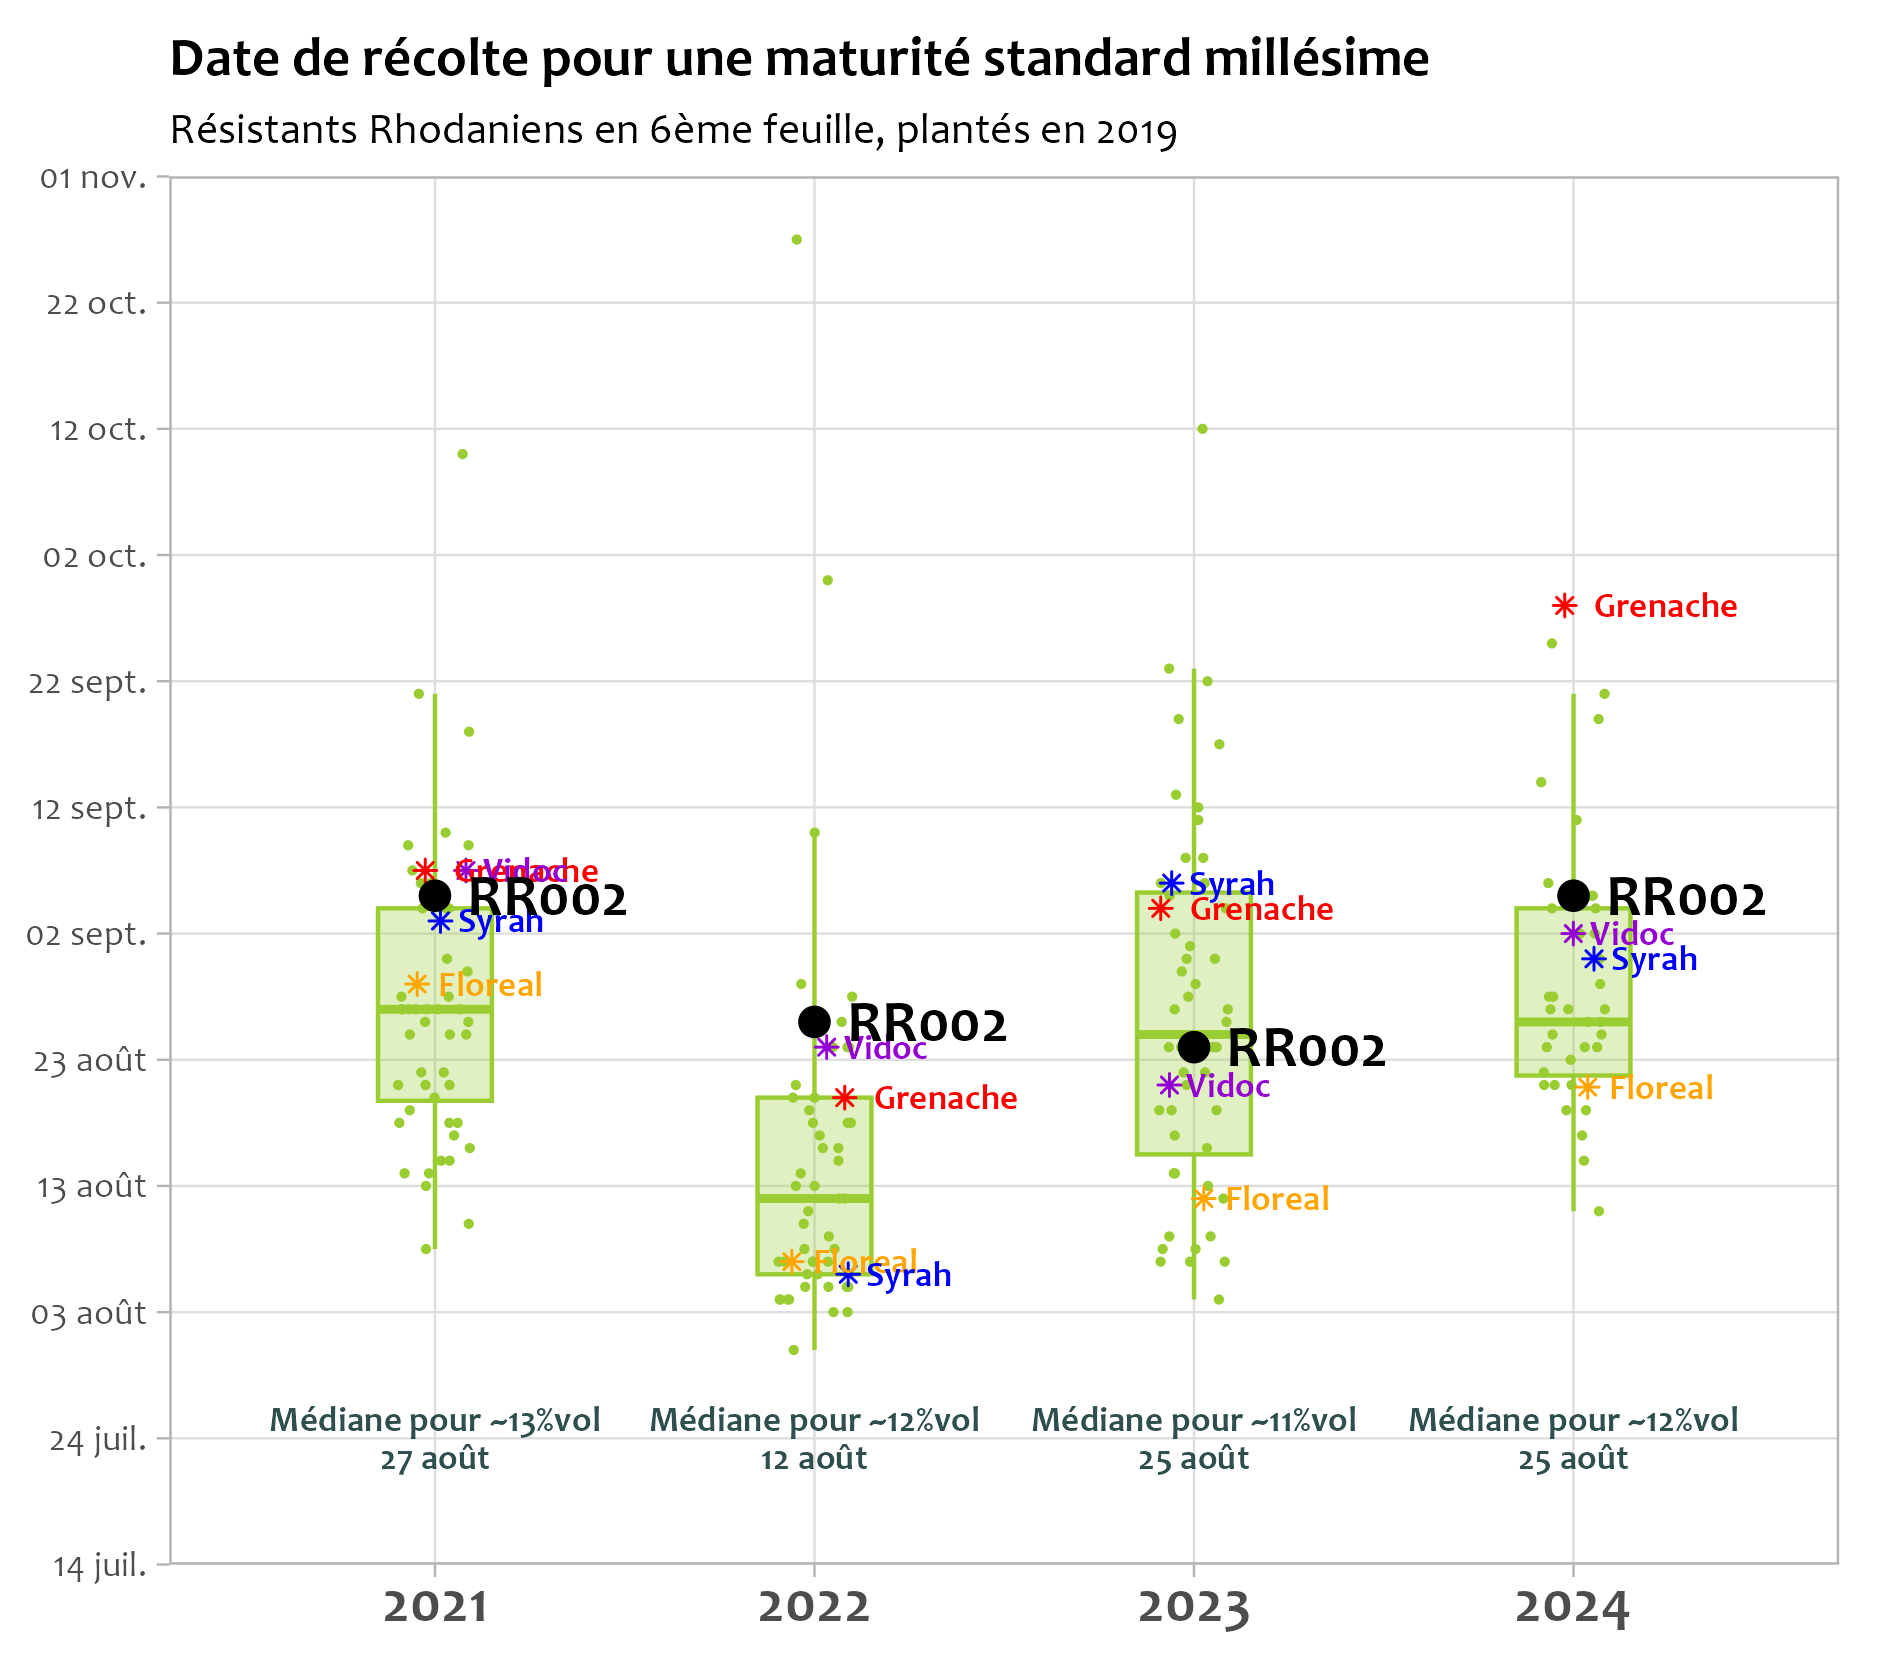 Date de récolte pour une maturité standard millésime
Résistants Rhodaniens en 6ème feuille, plantés en 2019
01 nov.
22 oct.
12 oct.
02 oct.
22 sept.
12 sept.
02 sept.
23 août
13 août
03 août
24 juil.
14 juil.
Grenache
Vidoc
RR002
Syrah
Floreal
RR002
Vidoc
Grenache
Floreal
Syrah
Syrah
Grenache
RR002
Vidoc
Floreal
Grenache
RR002
Vidoc
Syrah
Floreal
Médiane pour ~13%vol
27 août
Médiane pour ~12%vol
12 août
Médiane pour ~11%vol
25 août
Médiane pour ~12%vol
25 août
2021
2022
2023
2024